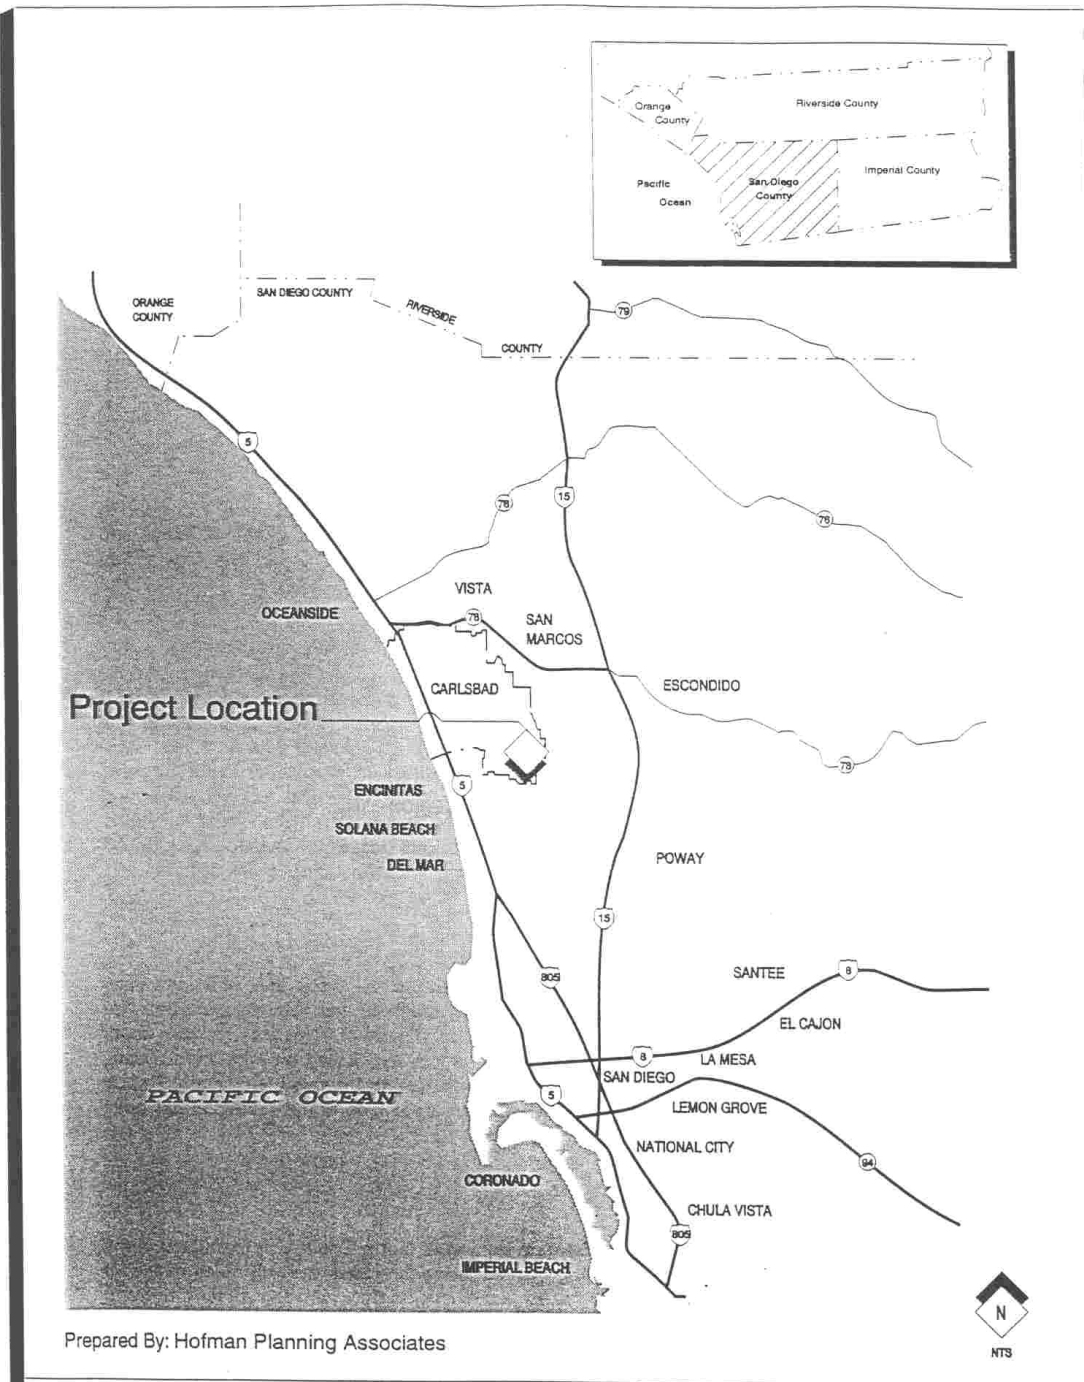 Orange
County
Riverside County
Imperial County
San Diego
County
Pacific
Ocean
ORANGE
COUNTY
SAN DIEGO COUNTY
RIVERSIDE
COUNTY
79
5
76
15
76
VISTA
OCEANSIDE
78
SAN
MARCOS
CARLSBAD
ESCONDIDO
Project Location
78
5
ENCINITAS
SOLANA BEACH
DEL MAR
POWAY
15
805
SANTEE
8
EL CAJON
8
LA MESA
SAN DIEGO
5
LEMON GROVE
PACIFIC OCEAN
NATIONAL CITY
94
CORONADO
CHULA VISTA
805
IMPERIAL BEACH
N
NTS
Prepared By: Hofman Planning Associates